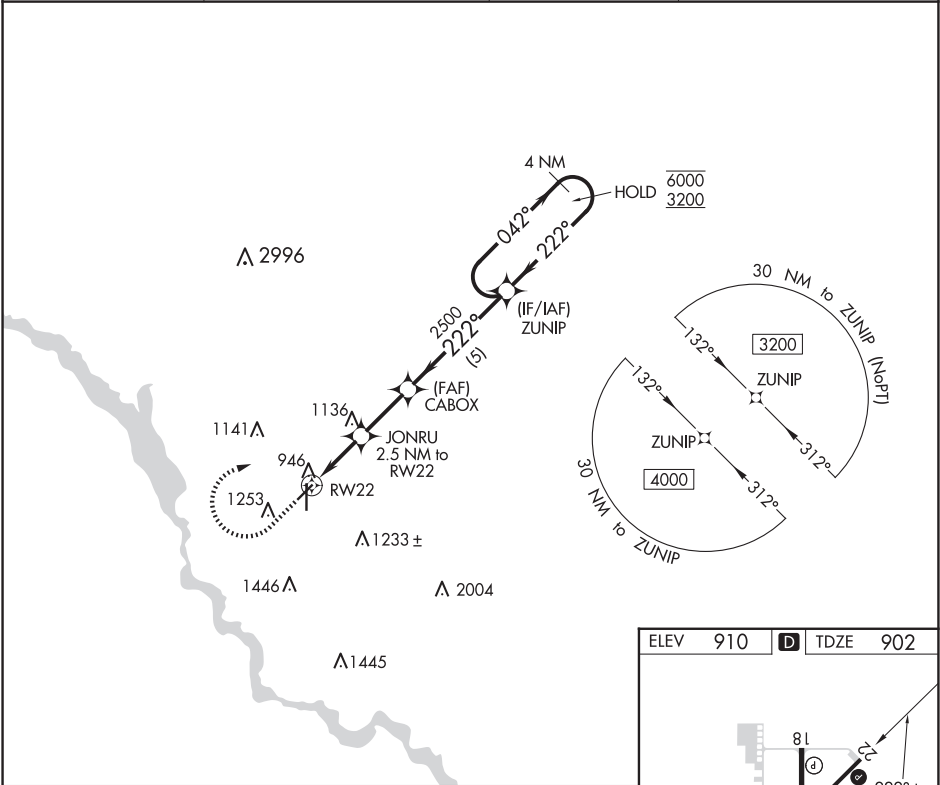 4 NM
HOLD
6000
3200
042°
222°
2996
(IF/IAF)
ZUNIP
2500
222°
(5)
(FAF)
CABOX
1136
1141
JONRU
2.5 NM to
RW22
946
RW22
1253
1233 ±
1446
2004
1445
30 NM to ZUNIP (NoPT)
132°
3200
ZUNIP
312°
132°
ZUNIP
4000
312°
30 NM to ZUNIP
ELEV 910 D TDZE 902
18
22
P
P